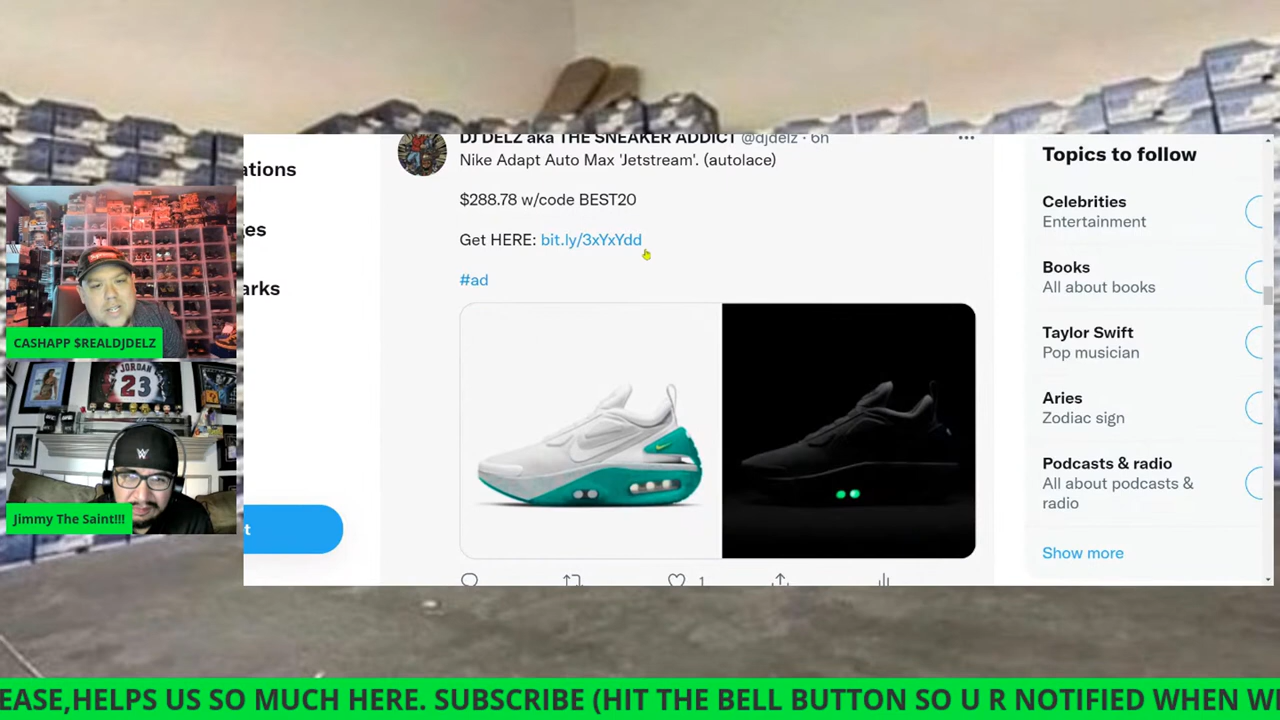 DJ DELZ aka THE SNEAKER ADDICT @djdelz · 6h
Nike Adapt Auto Max 'Jetstream'. (autolace)
$288.78 w/code BEST20
Get HERE: bit.ly/3xYxYdd
#ad
1
ations
es
arks
t
Topics to follow
Celebrities
Entertainment
Books
All about books
Taylor Swift
Pop musician
Aries
Zodiac sign
Podcasts & radio
All about podcasts &
radio
Show more
CASHAPP $REALDJDELZ
JORDAN
23
W
Jimmy The Saint!!!
EASE,HELPS US SO MUCH HERE. SUBSCRIBE (HIT THE BELL BUTTON SO U R NOTIFIED WHEN W